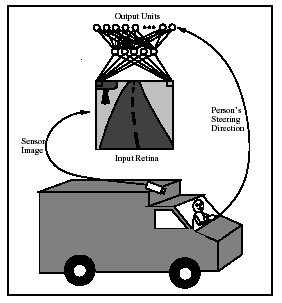 Output Units
Person's
Steering
Direction
Sensor
Image
Input Retina